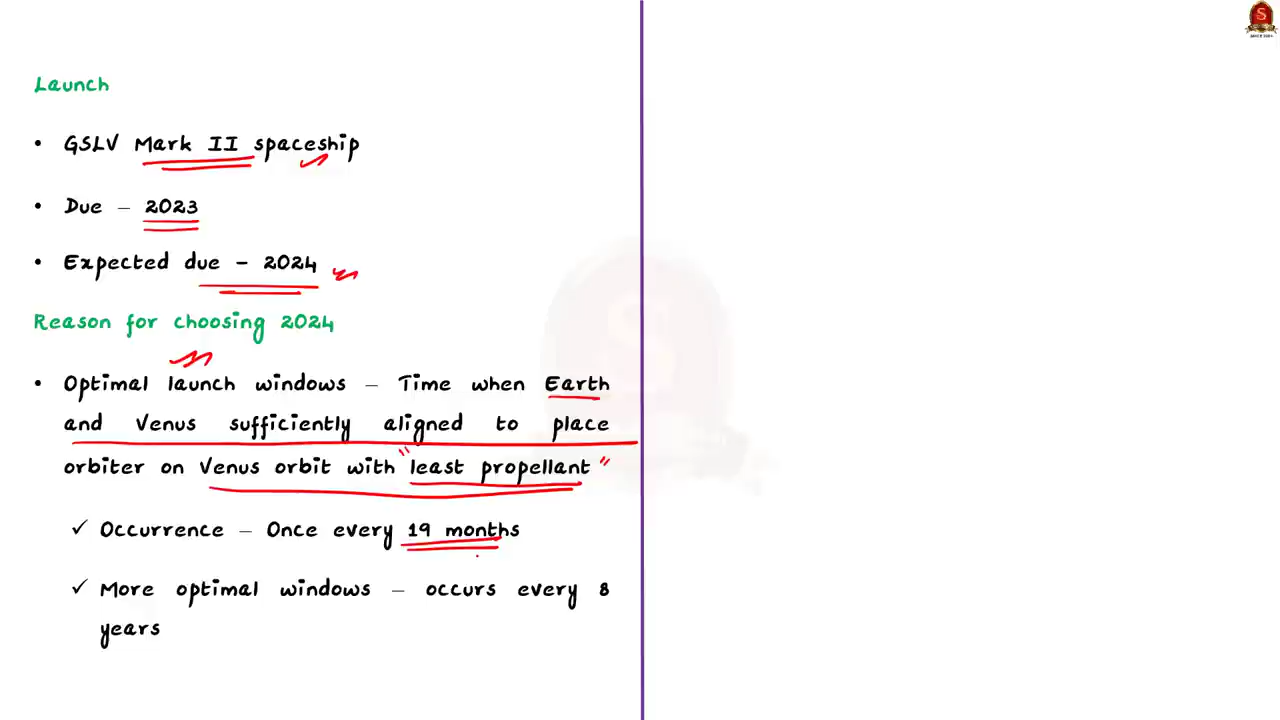 Launch
• GSLV Mark II spaceship
• Due – 2023
• Expected due – 2024
Reason for choosing 2024
• Optimal launch windows – Time when Earth
and Venus sufficiently aligned to place
orbiter on Venus orbit with "least propellant"
✓ Occurrence – Once every 19 months
✓ More optimal windows – occurs every 8
years